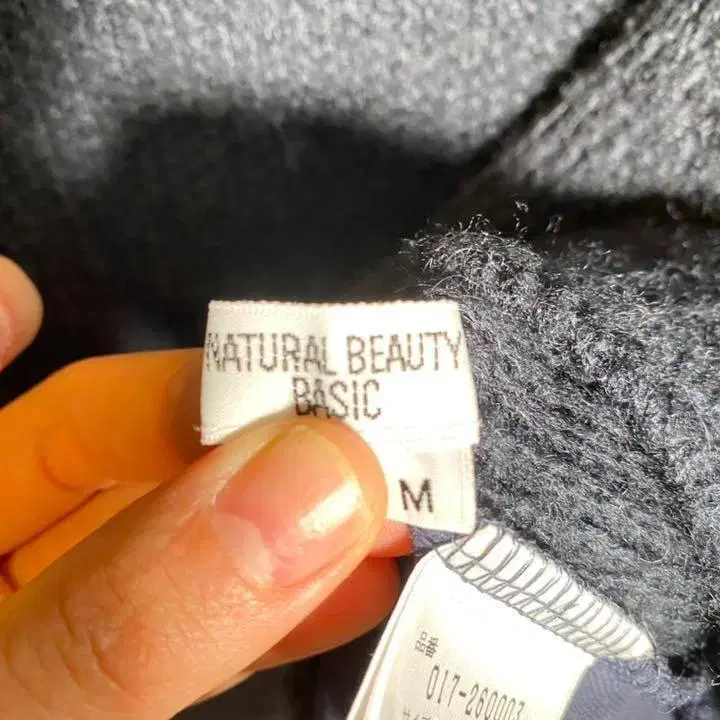 NATURAL BEAUTY
BASIC
M
品番
017-260003